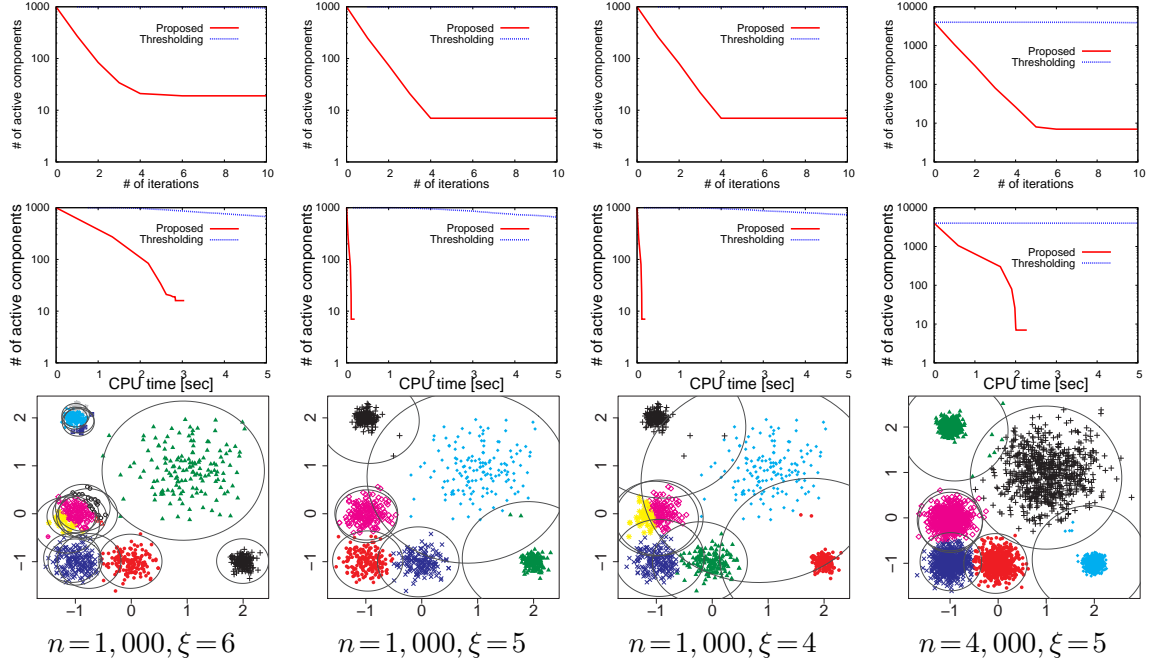 1000
100
10
1
# of active components
Proposed
Thresholding
0 2 4 6 8 10
# of iterations
1000
100
10
1
# of active components
Proposed
Thresholding
0 2 4 6 8 10
# of iterations
1000
100
10
1
# of active components
Proposed
Thresholding
0 2 4 6 8 10
# of iterations
10000
1000
100
10
1
# of active components
Proposed
Thresholding
0 2 4 6 8 10
# of iterations
1000
100
10
1
# of active components
Proposed
Thresholding
0 1 2 3 4 5
CPU time [sec]
1000
100
10
1
# of active components
Proposed
Thresholding
0 1 2 3 4 5
CPU time [sec]
1000
100
10
1
# of active components
Proposed
Thresholding
0 1 2 3 4 5
CPU time [sec]
10000
1000
100
10
1
# of active components
Proposed
Thresholding
0 1 2 3 4 5
CPU time [sec]
2
1
0
−1
−1 0 1 2
2
1
0
−1
−1 0 1 2
2
1
0
−1
−1 0 1 2
2
1
0
−1
−1 0 1 2
n=1, 000, ξ=6
n=1, 000, ξ=5
n=1, 000, ξ=4
n=4, 000, ξ=5